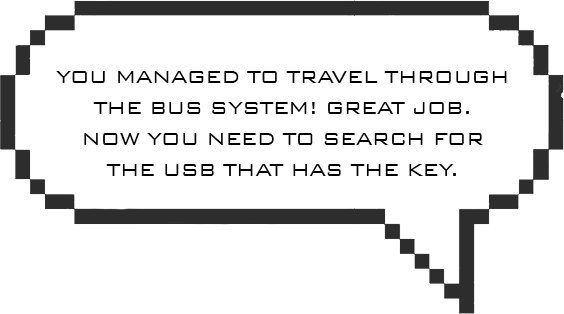 YOU MANAGED TO TRAVEL THROUGH
THE BUS SYSTEM! GREAT JOB.
NOW YOU NEED TO SEARCH FOR
THE USB THAT HAS THE KEY.